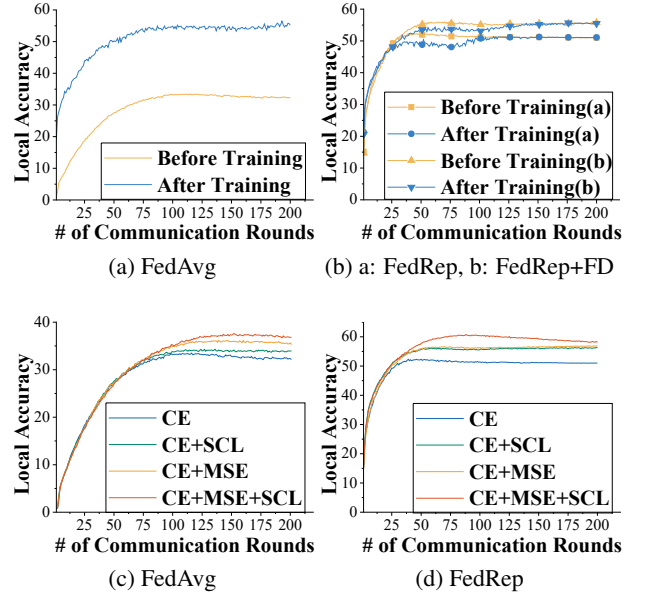 60
50
40
30
20
10
0
Local Accuracy
Before Training
After Training
25 50 75 100 125 150 175 200
# of Communication Rounds
(a) FedAvg
60
50
40
30
20
10
0
Local Accuracy
Before Training(a)
After Training(a)
Before Training(b)
After Training(b)
25 50 75 100 125 150 175 200
# of Communication Rounds
(b) a: FedRep, b: FedRep+FD
40
30
20
10
0
Local Accuracy
CE
CE+SCL
CE+MSE
CE+MSE+SCL
25 50 75 100 125 150 175 200
# of Communication Rounds
(c) FedAvg
60
50
40
30
20
10
0
Local Accuracy
CE
CE+SCL
CE+MSE
CE+MSE+SCL
25 50 75 100 125 150 175 200
# of Communication Rounds
(d) FedRep